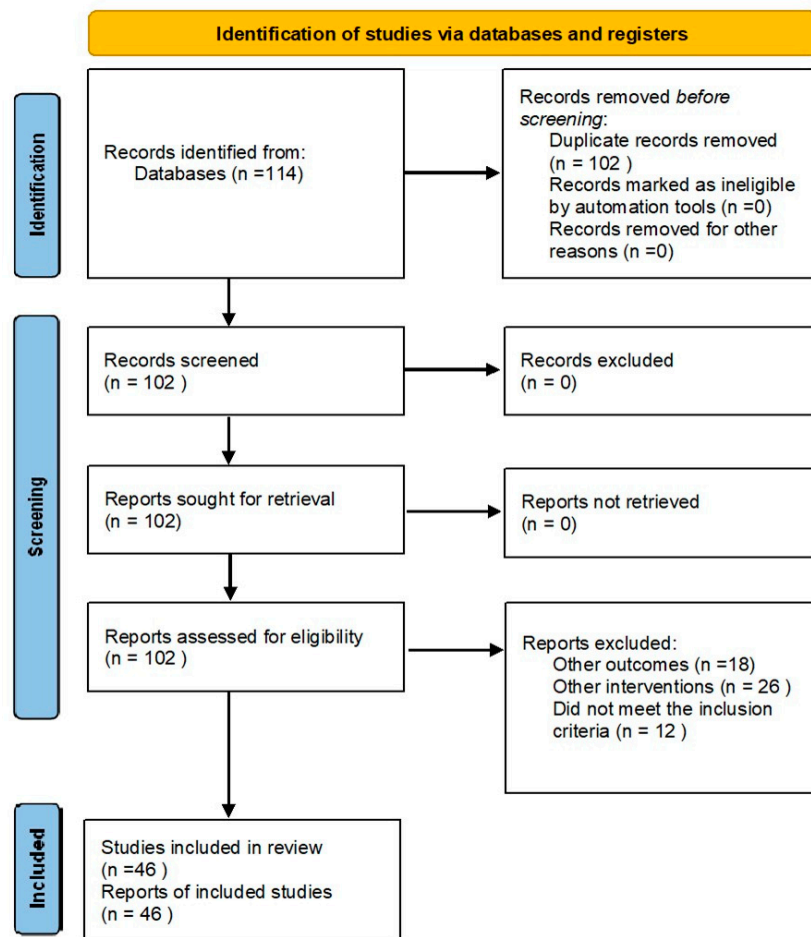 Identification of studies via databases and registers
Identification
Records identified from:
Databases (n =114)
Records removed before
screening:
Duplicate records removed
(n = 102 )
Records marked as ineligible
by automation tools (n =0)
Records removed for other
reasons (n =0)
Screening
Records screened
(n = 102 )
Records excluded
(n = 0)
Reports sought for retrieval
(n = 102)
Reports not retrieved
(n = 0)
Reports assessed for eligibility
(n = 102 )
Reports excluded:
Other outcomes (n =18)
Other interventions (n = 26 )
Did not meet the inclusion
criteria (n = 12 )
Included
Studies included in review
(n =46 )
Reports of included studies
(n = 46 )